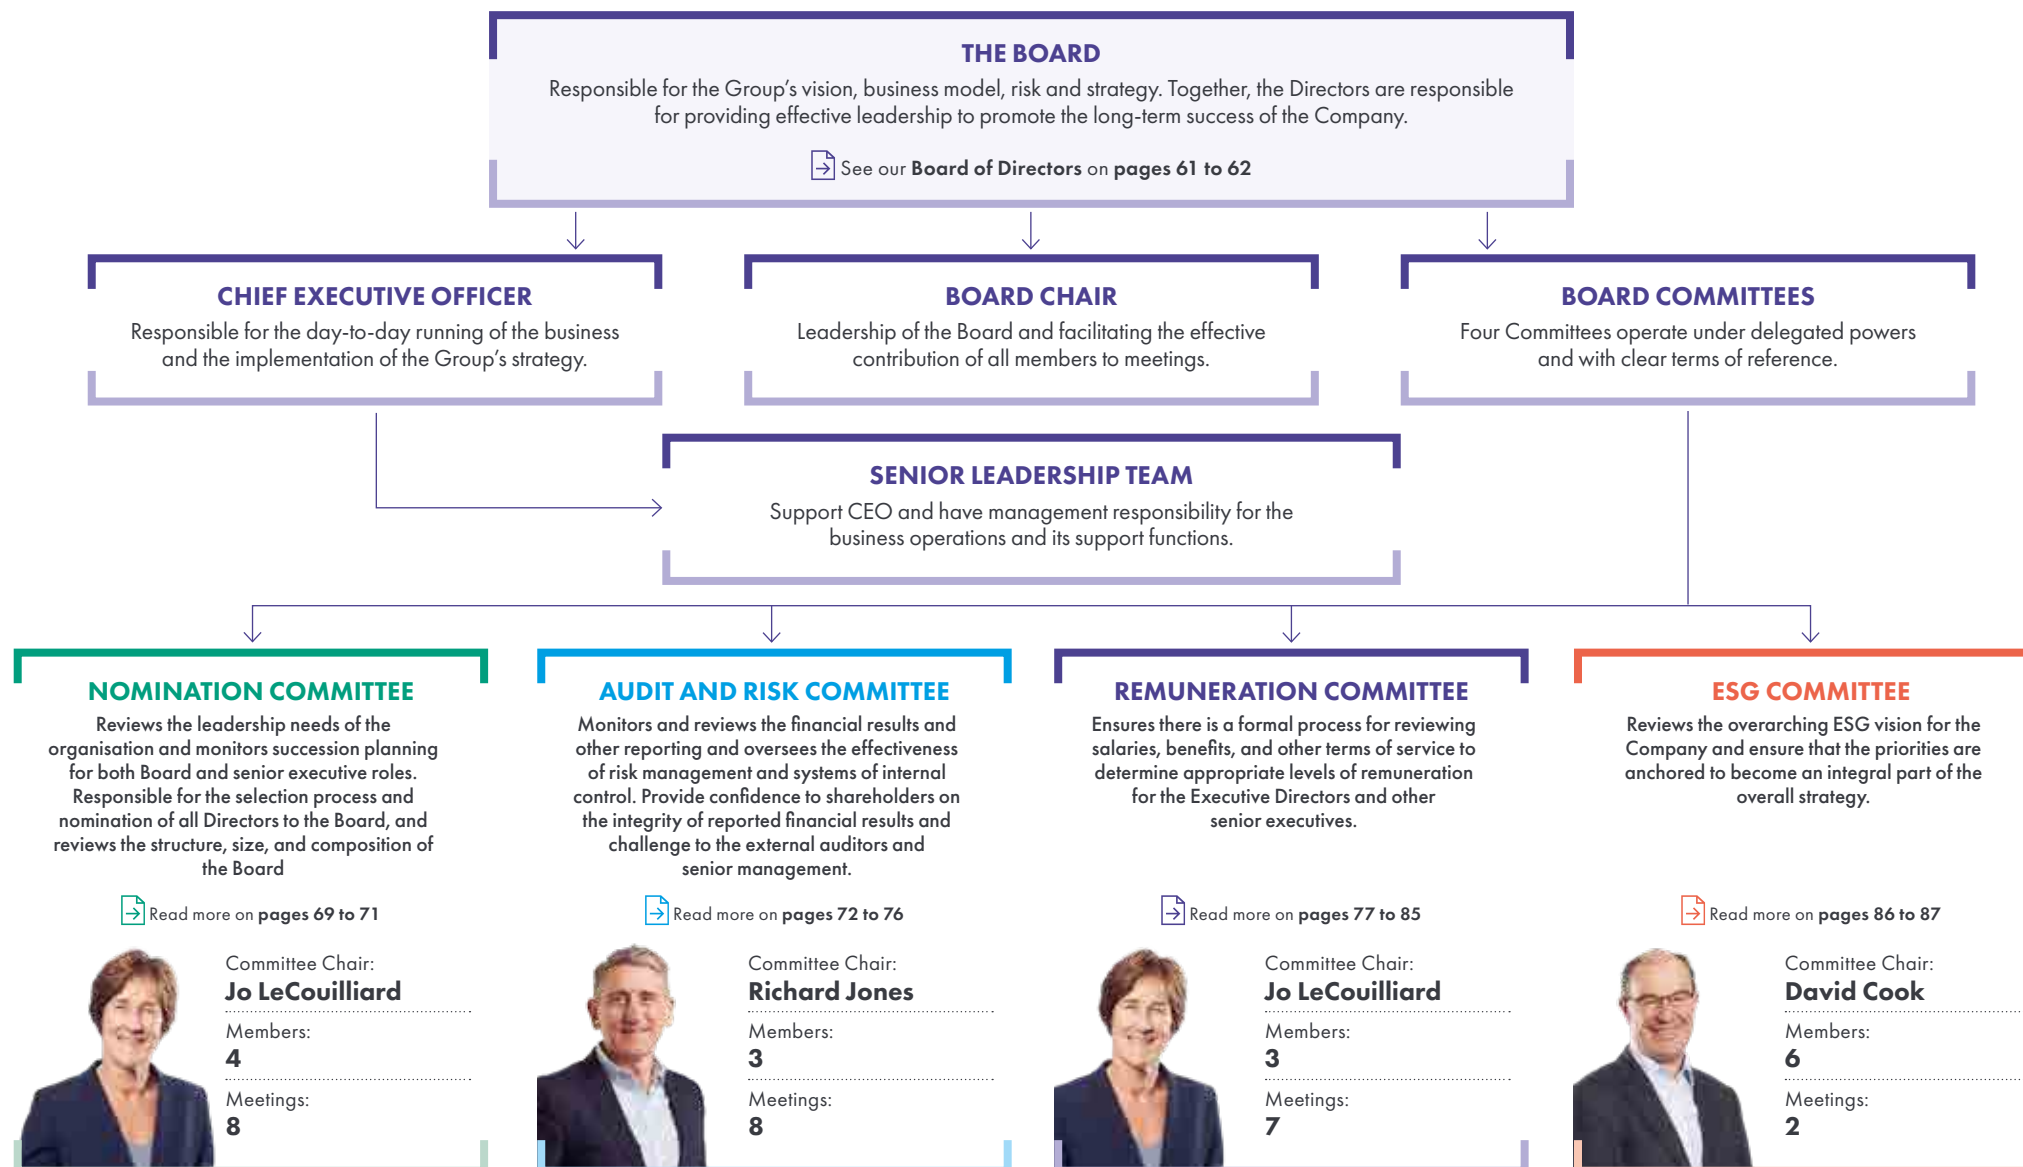 THE BOARD
Responsible for the Group's vision, business model, risk and strategy. Together, the Directors are responsible
for providing effective leadership to promote the long-term success of the Company.
See our Board of Directors on pages 61 to 62
CHIEF EXECUTIVE OFFICER
Responsible for the day-to-day running of the business
and the implementation of the Group's strategy.
BOARD CHAIR
Leadership of the Board and facilitating the effective
contribution of all members to meetings.
BOARD COMMITTEES
Four Committees operate under delegated powers
and with clear terms of reference.
SENIOR LEADERSHIP TEAM
Support CEO and have management responsibility for the
business operations and its support functions.
NOMINATION COMMITTEE
Reviews the leadership needs of the
organisation and monitors succession planning
for both Board and senior executive roles.
Responsible for the selection process and
nomination of all Directors to the Board, and
reviews the structure, size, and composition of
the Board
Read more on pages 69 to 71
Committee Chair:
Jo LeCouilliard
Members:
4
Meetings:
8
AUDIT AND RISK COMMITTEE
Monitors and reviews the financial results and
other reporting and oversees the effectiveness
of risk management and systems of internal
control. Provide confidence to shareholders on
the integrity of reported financial results and
challenge to the external auditors and
senior management.
Read more on pages 72 to 76
Committee Chair:
Richard Jones
Members:
3
Meetings:
8
REMUNERATION COMMITTEE
Ensures there is a formal process for reviewing
salaries, benefits, and other terms of service to
determine appropriate levels of remuneration
for the Executive Directors and other
senior executives.
Read more on pages 77 to 85
Committee Chair:
Jo LeCouilliard
Members:
3
Meetings:
7
ESG COMMITTEE
Reviews the overarching ESG vision for the
Company and ensure that the priorities are
anchored to become an integral part of the
overall strategy.
Read more on pages 86 to 87
Committee Chair:
David Cook
Members:
6
Meetings:
2